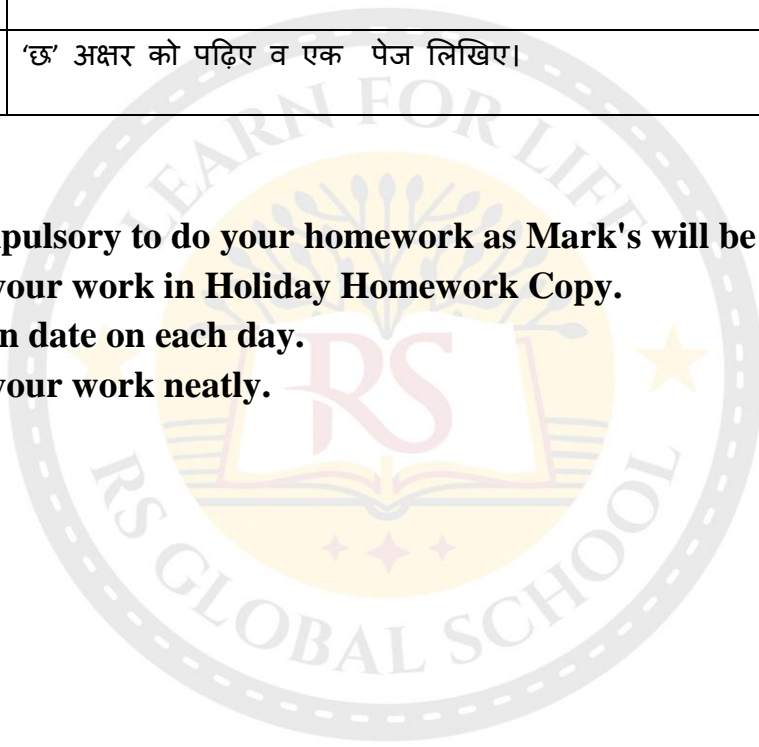 ‘छ’ अक्षर को पढ़िए व एक पेज लिखिए।
pulsory to do your homework as Mark's will be
your work in Holiday Homework Copy.
n date on each day.
your work neatly.
LEARN FOR LIFE
RS
RS GLOBAL SCHOOL